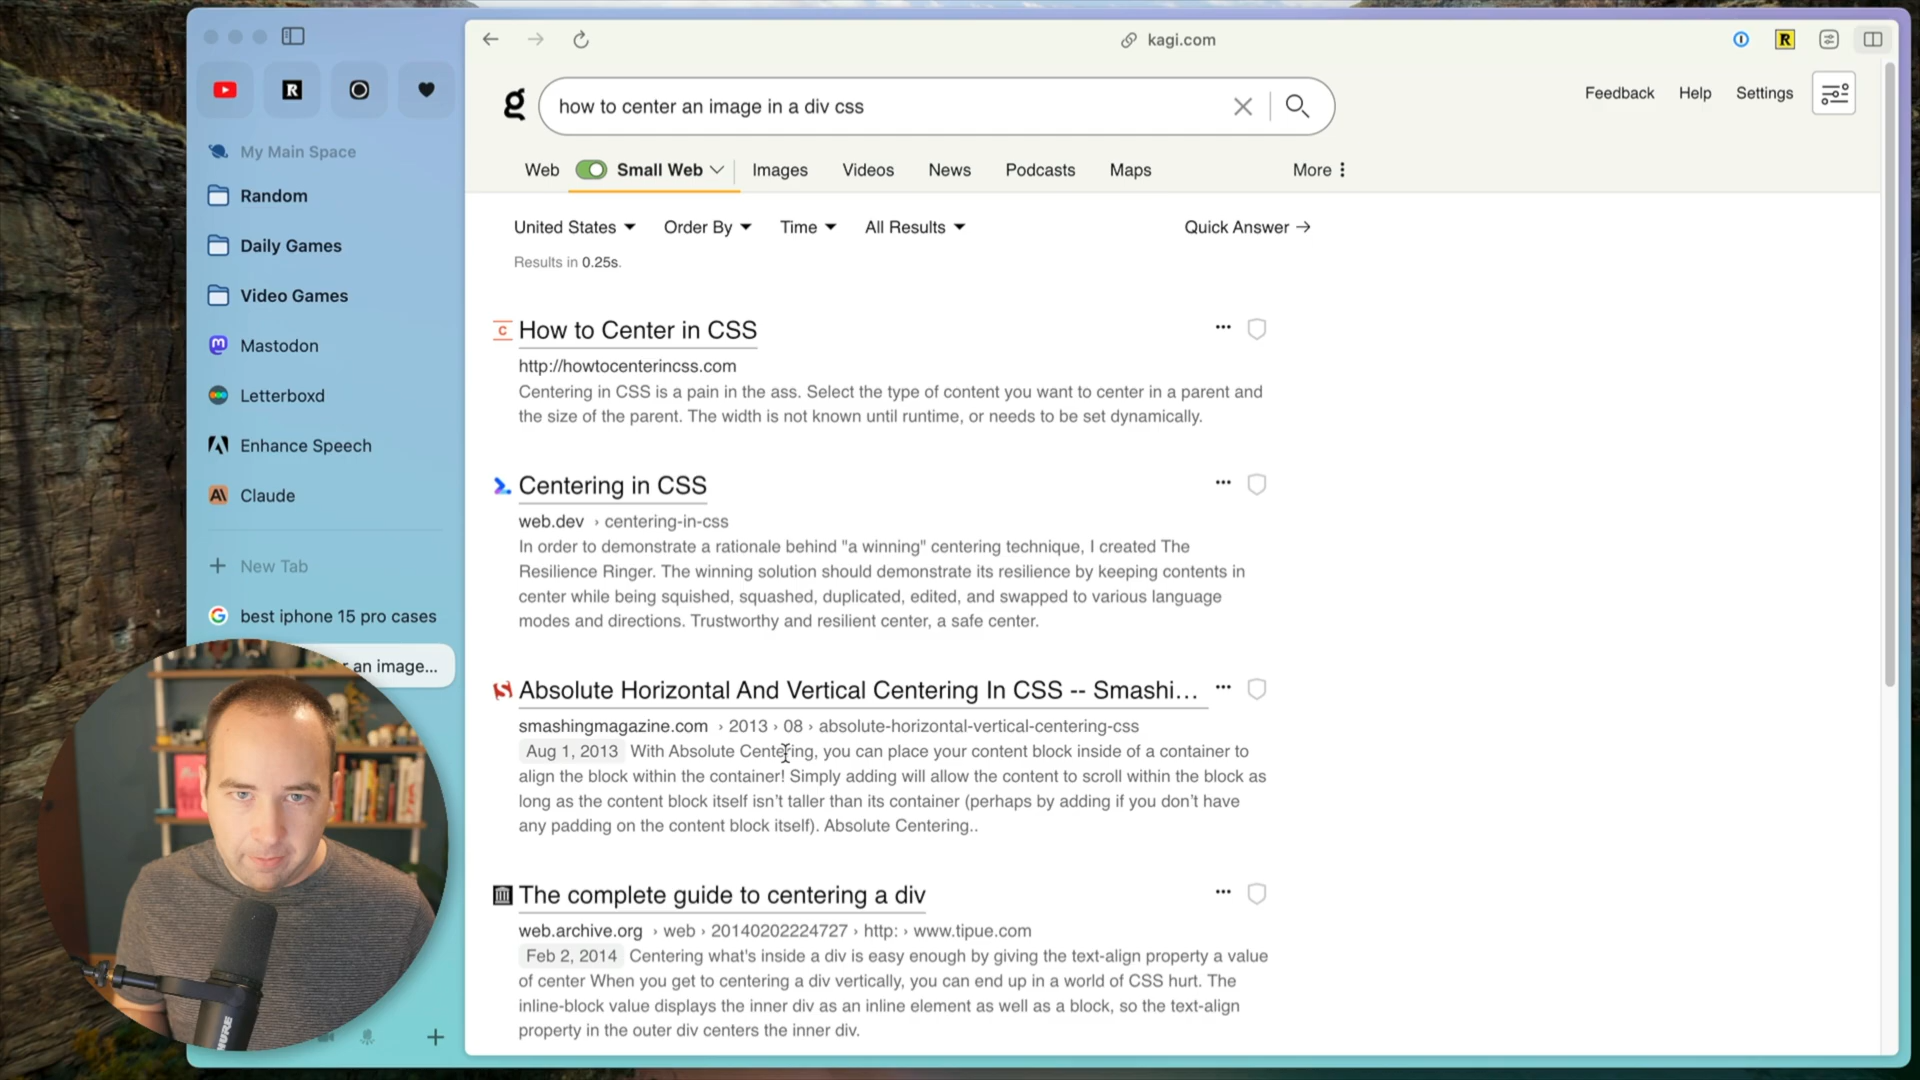 kagi.com
how to center an image in a div css
Feedback Help Settings
Web Small Web Images Videos News Podcasts Maps More
United States Order By Time All Results Quick Answer →
Results in 0.25s.
My Main Space
Random
Daily Games
Video Games
Mastodon
Letterboxd
Enhance Speech
Claude
+ New Tab
best iphone 15 pro cases
an image...
How to Center in CSS
http://howtocenterincss.com
Centering in CSS is a pain in the ass. Select the type of content you want to center in a parent and
the size of the parent. The width is not known until runtime, or needs to be set dynamically.
Centering in CSS
web.dev › centering-in-css
In order to demonstrate a rationale behind "a winning" centering technique, I created The
Resilience Ringer. The winning solution should demonstrate its resilience by keeping contents in
center while being squished, squashed, duplicated, edited, and swapped to various language
modes and directions. Trustworthy and resilient center, a safe center.
Absolute Horizontal And Vertical Centering In CSS -- Smashi...
smashingmagazine.com › 2013 › 08 › absolute-horizontal-vertical-centering-css
Aug 1, 2013 With Absolute Centering, you can place your content block inside of a container to
align the block within the container! Simply adding will allow the content to scroll within the block as
long as the content block itself isn't taller than its container (perhaps by adding if you don't have
any padding on the content block itself). Absolute Centering..
The complete guide to centering a div
web.archive.org › web › 20140202224727 › http: › www.tipue.com
Feb 2, 2014 Centering what's inside a div is easy enough by giving the text-align property a value
of center When you get to centering a div vertically, you can end up in a world of CSS hurt. The
inline-block value displays the inner div as an inline element as well as a block, so the text-align
property in the outer div centers the inner div.
SHURE